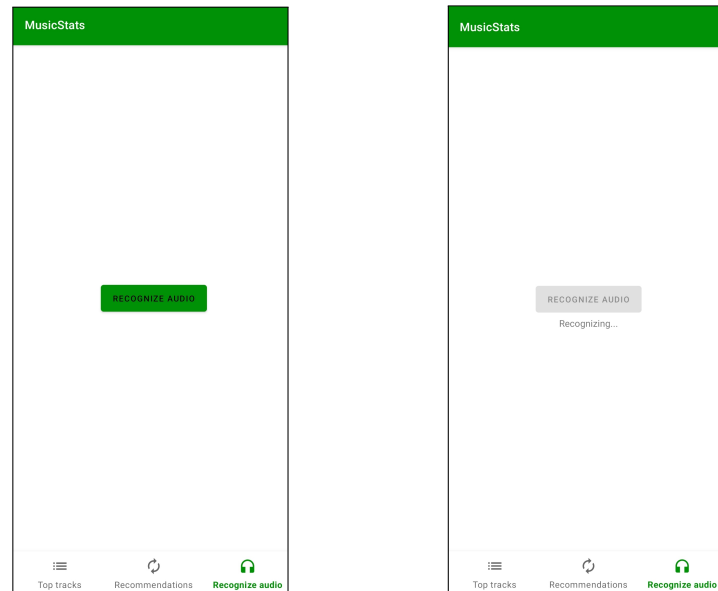 MusicStats
RECOGNIZE AUDIO
Top tracks
Recommendations
Recognize audio
MusicStats
RECOGNIZE AUDIO
Recognizing...
Top tracks
Recommendations
Recognize audio